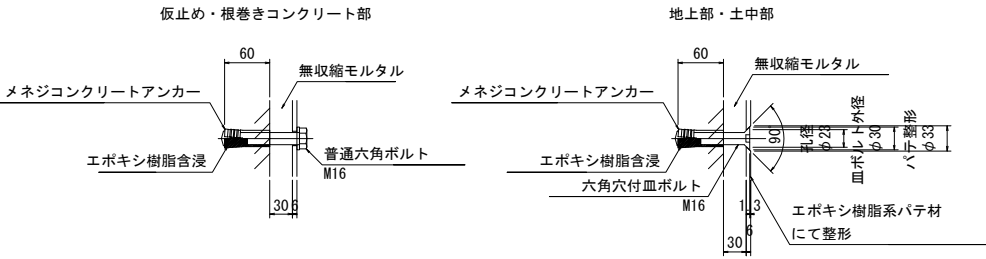 仮止め・根巻きコンクリート部
60
無収縮モルタル
メネジコンクリートアンカー
エポキシ樹脂含浸
普通六角ボルト
M16
30
6
地上部・土中部
60
無収縮モルタル
メネジコンクリートアンカー
90°
孔径
φ23
皿ボルト外径
φ30
パテ整形
φ33
エポキシ樹脂含浸
六角穴付皿ボルト
M16
1
3
6
30
エポキシ樹脂系パテ材
にて整形